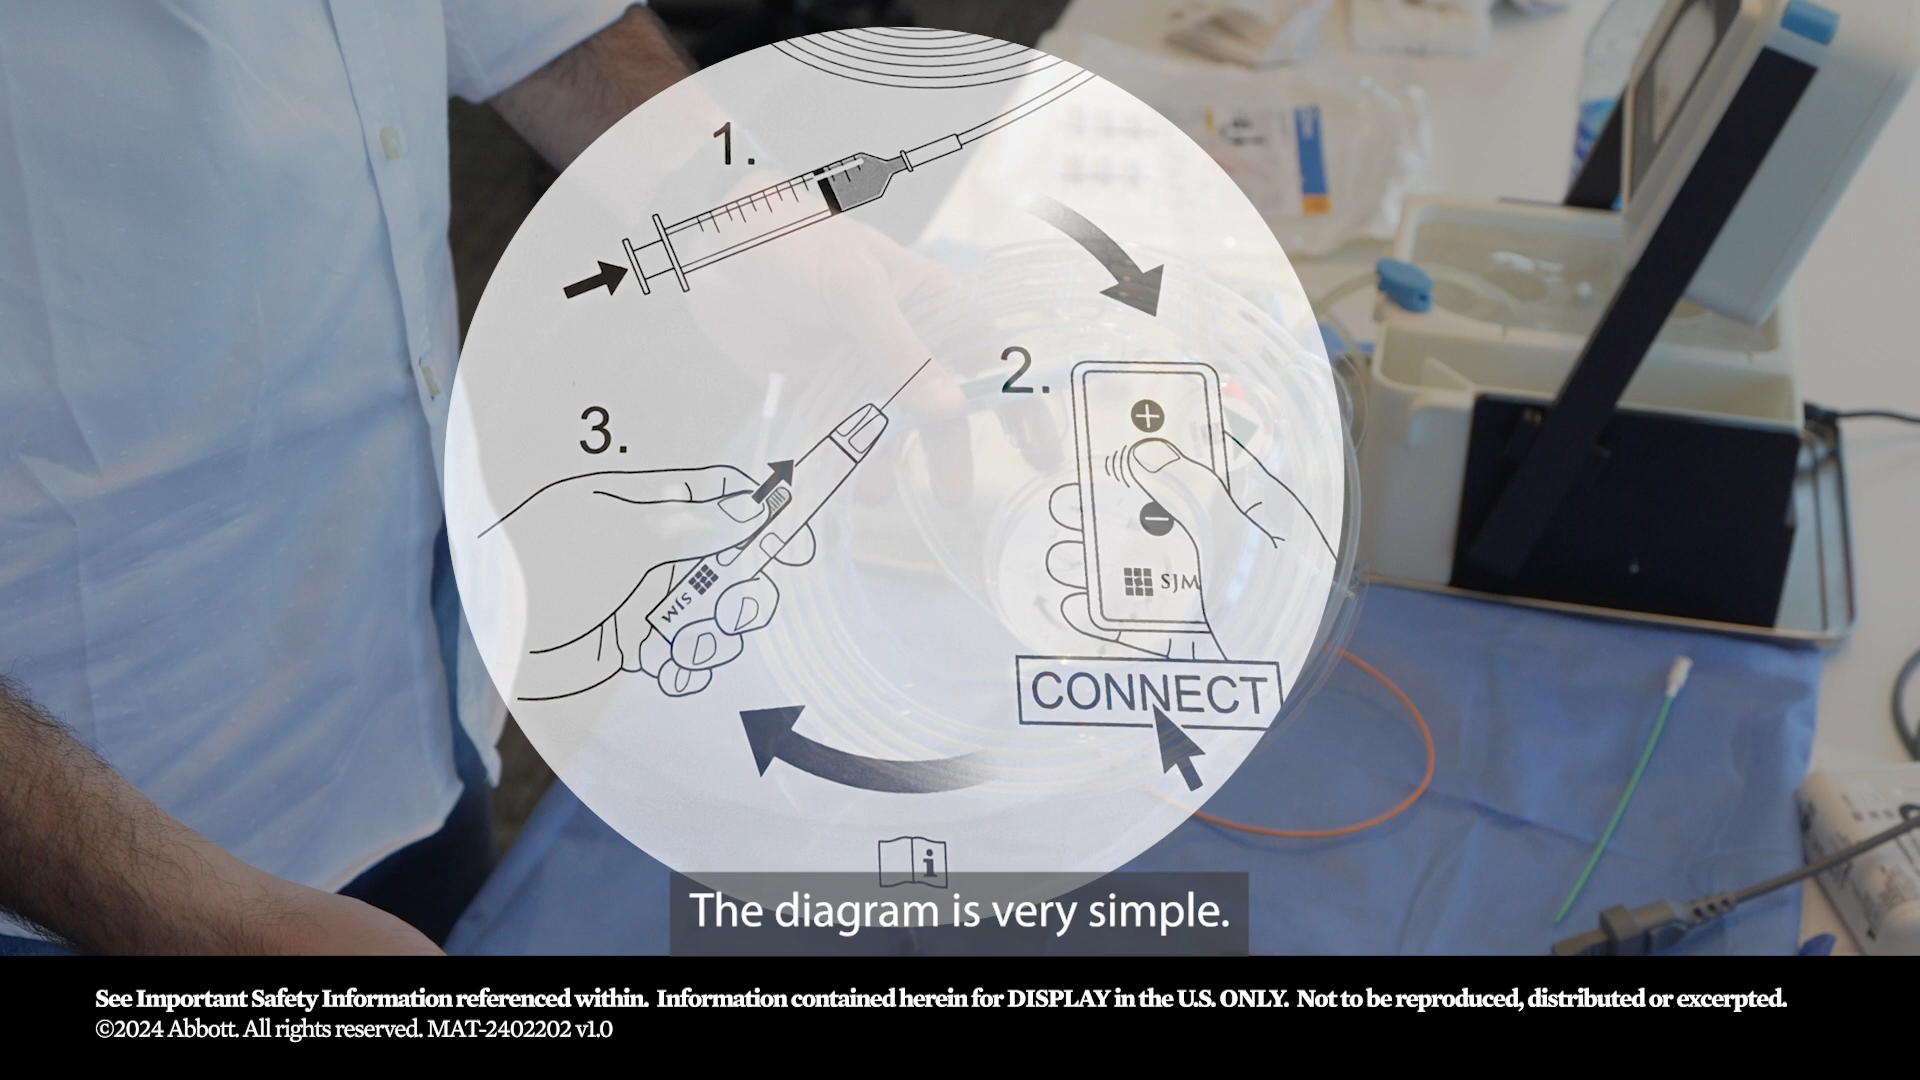 1.
2.
3.
+
−
SJM
SJM
CONNECT
i
The diagram is very simple.
See Important Safety Information referenced within. Information contained herein for DISPLAY in the U.S. ONLY. Not to be reproduced, distributed or excerpted.
©2024 Abbott. All rights reserved. MAT-2402202 v1.0